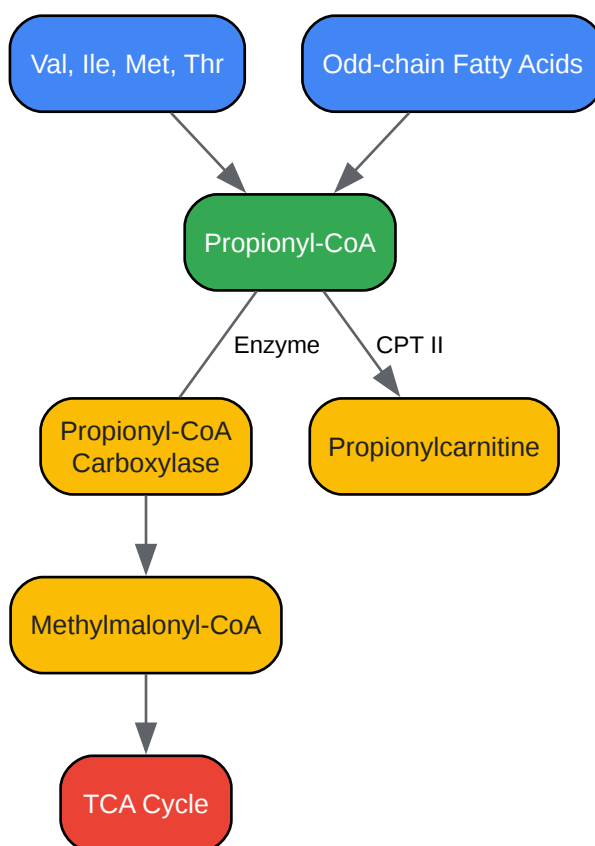 Val, Ile, Met, Thr
Odd-chain Fatty Acids
Propionyl-CoA
Enzyme
CPT II
Propionyl-CoA
Carboxylase
Propionylcarnitine
Methylmalonyl-CoA
TCA Cycle